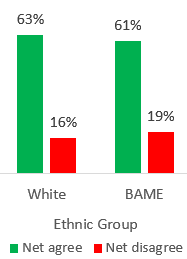 63%
61%
16%
19%
White
BAME
Ethnic Group
Net agree Net disagree